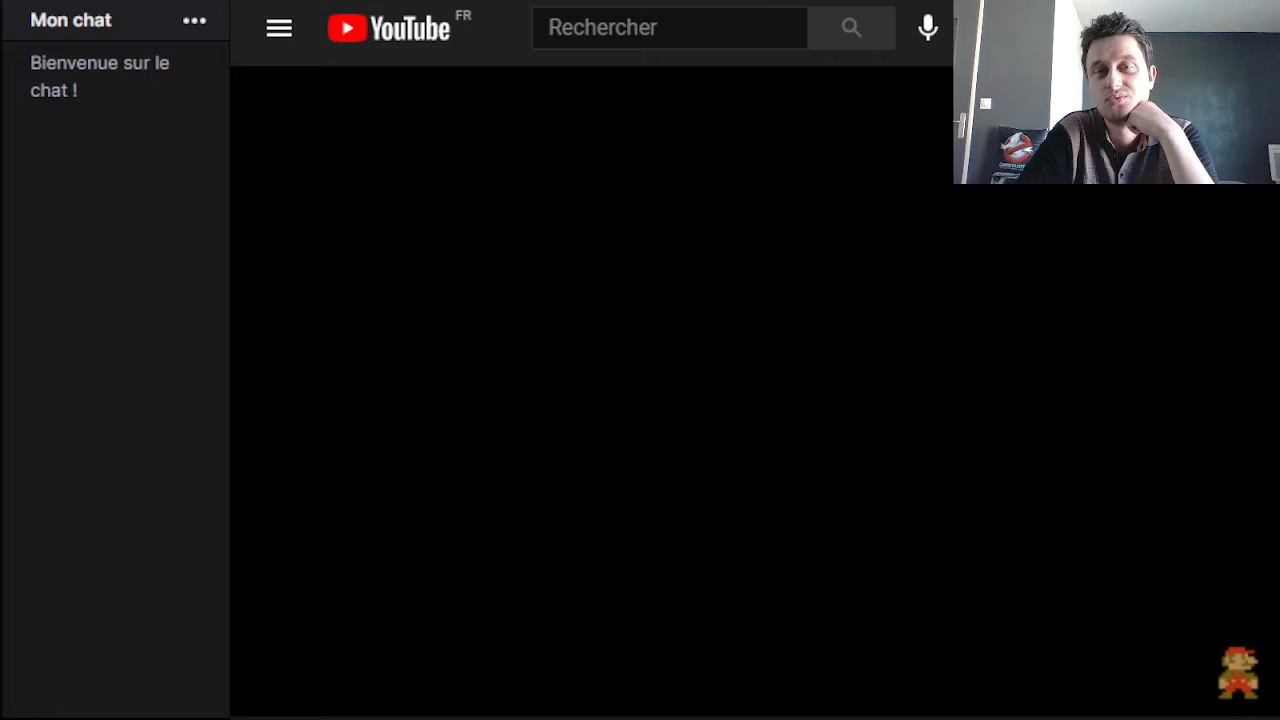 Mon chat
Bienvenue sur le
chat !
YouTube FR
Rechercher